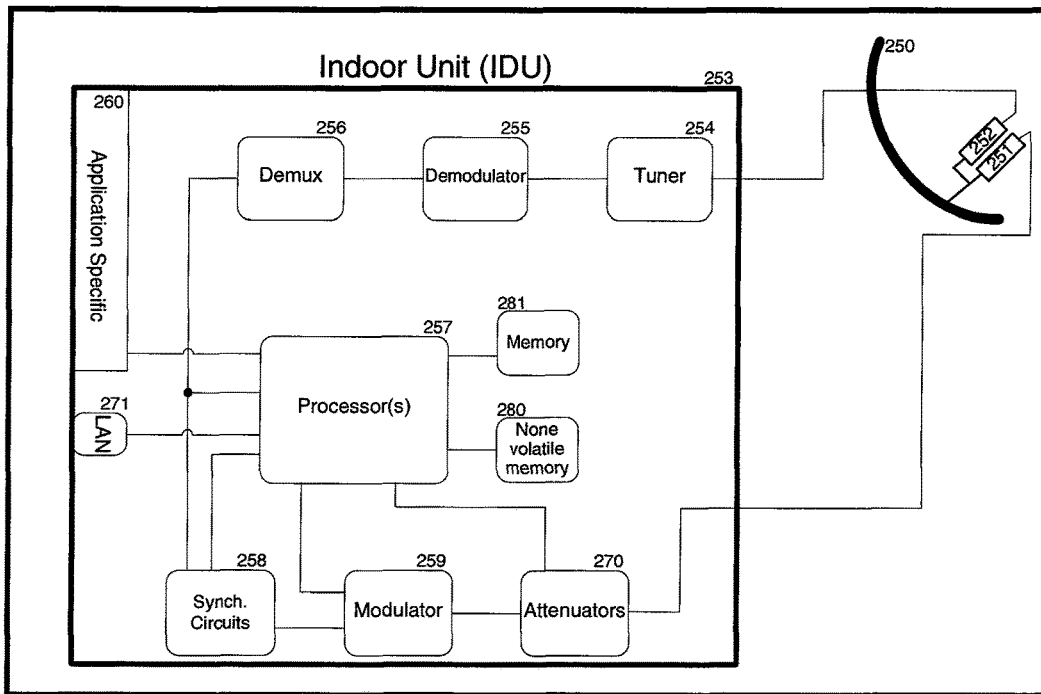 Indoor Unit (IDU)
253
250
260
Application Specific
256
Demux
255
Demodulator
254
Tuner
252
251
281
Memory
257
Processor(s)
280
None
volatile
memory
271
LAN
258
Synch.
Circuits
259
Modulator
270
Attenuators